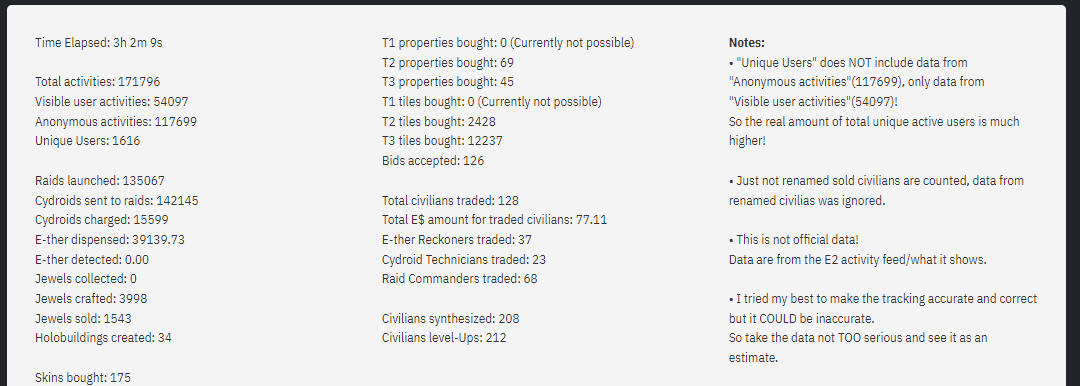 Time Elapsed: 3h 2m 9s
Total activities: 171796
Visible user activities: 54097
Anonymous activities: 117699
Unique Users: 1616
Raids launched: 135067
Cydroids sent to raids: 142145
Cydroids charged: 15599
E-ther dispensed: 39139.73
E-ther detected: 0.00
Jewels collected: 0
Jewels crafted: 3998
Jewels sold: 1543
Holobuildings created: 34
Skins bought: 175
T1 properties bought: 0 (Currently not possible)
T2 properties bought: 69
T3 properties bought: 45
T1 tiles bought: 0 (Currently not possible)
T2 tiles bought: 2428
T3 tiles bought: 12237
Bids accepted: 126
Total civilians traded: 128
Total E$ amount for traded civilians: 77.11
E-ther Reckoners traded: 37
Cydroid Technicians traded: 23
Raid Commanders traded: 68
Civilians synthesized: 208
Civilians level-Ups: 212
Notes:
• "Unique Users" does NOT include data from
"Anonymous activities"(117699), only data from
"Visible user activities"(54097)!
So the real amount of total unique active users is much
higher!
• Just not renamed sold civilians are counted, data from
renamed civilias was ignored.
• This is not official data!
Data are from the E2 activity feed/what it shows.
• I tried my best to make the tracking accurate and correct
but it COULD be inaccurate.
So take the data not TOO serious and see it as an
estimate.